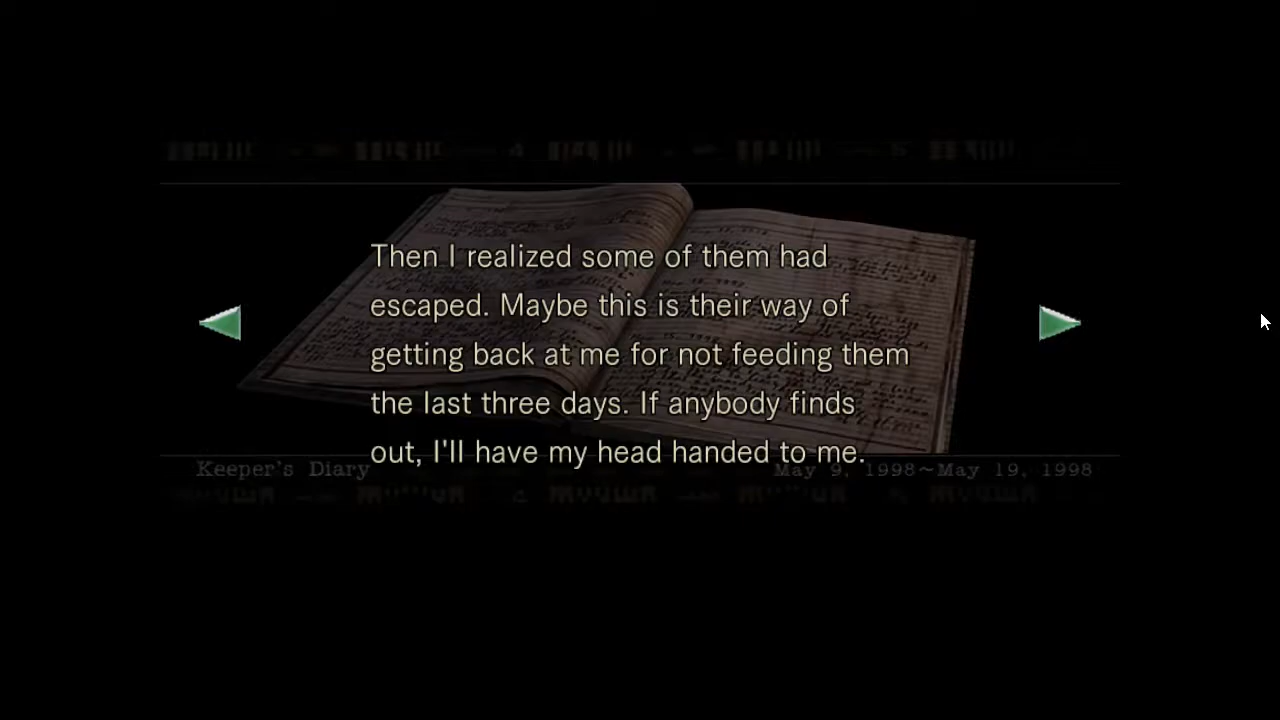 Then I realized some of them had
escaped. Maybe this is their way of
getting back at me for not feeding them
the last three days. If anybody finds
out, I'll have my head handed to me.
Keeper's Diary
May 9, 1998~May 19, 1998